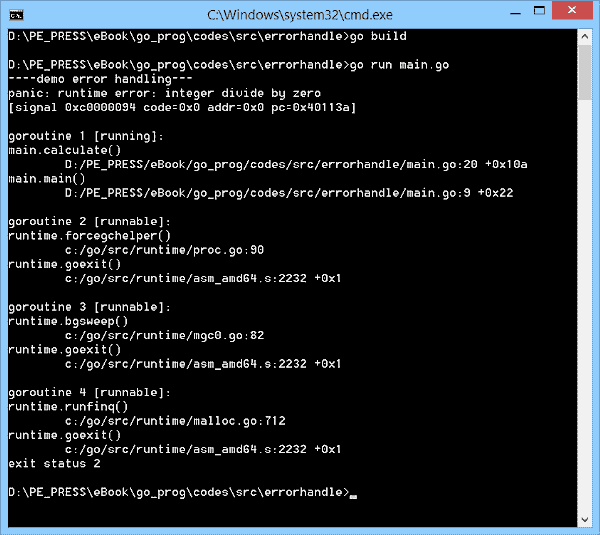 C:\Windows\system32\cmd.exe
D:\PE_PRESS\eBook\go_prog\codes\src\errorhandle>go build
D:\PE_PRESS\eBook\go_prog\codes\src\errorhandle>go run main.go
----demo error handling---
panic: runtime error: integer divide by zero
[signal 0xc0000094 code=0x0 addr=0x0 pc=0x40113a]
goroutine 1 [running]:
main.calculate()
D:/PE_PRESS/eBook/go_prog/codes/src/errorhandle/main.go:20 +0x10a
main.main()
D:/PE_PRESS/eBook/go_prog/codes/src/errorhandle/main.go:9 +0x22
goroutine 2 [runnable]:
runtime.forcegchelper()
c:/go/src/runtime/proc.go:90
runtime.goexit()
c:/go/src/runtime/asm_amd64.s:2232 +0x1
goroutine 3 [runnable]:
runtime.bgsweep()
c:/go/src/runtime/mgc0.go:82
runtime.goexit()
c:/go/src/runtime/asm_amd64.s:2232 +0x1
goroutine 4 [runnable]:
runtime.runfinq()
c:/go/src/runtime/malloc.go:712
runtime.goexit()
c:/go/src/runtime/asm_amd64.s:2232 +0x1
exit status 2
D:\PE_PRESS\eBook\go_prog\codes\src\errorhandle>